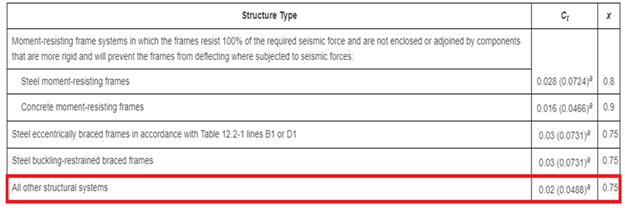 Structure Type Ct x
Moment-resisting frame systems in which the frames resist 100% of the required seismic force and are not enclosed or adjoined by components
that are more rigid and will prevent the frames from deflecting where subjected to seismic forces:
Steel moment-resisting frames 0.028 (0.0724)a 0.8
Concrete moment-resisting frames 0.016 (0.0466)a 0.9
Steel eccentrically braced frames in accordance with Table 12.2-1 lines B1 or D1 0.03 (0.0731)a 0.75
Steel buckling-restrained braced frames 0.03 (0.0731)a 0.75
All other structural systems 0.02 (0.0488)a 0.75